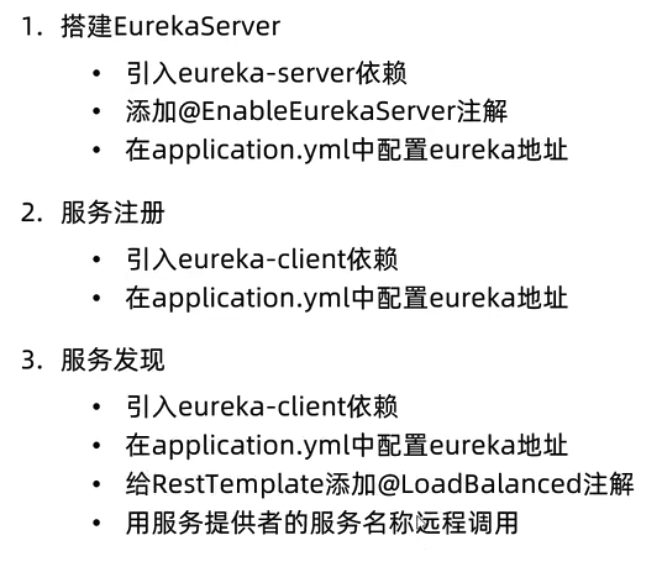 1. 搭建EurekaServer
• 引入eureka-server依赖
• 添加@EnableEurekaServer注解
• 在application.yml中配置eureka地址
2. 服务注册
• 引入eureka-client依赖
• 在application.yml中配置eureka地址
3. 服务发现
• 引入eureka-client依赖
• 在application.yml中配置eureka地址
• 给RestTemplate添加@LoadBalanced注解
• 用服务提供者的服务名称远程调用